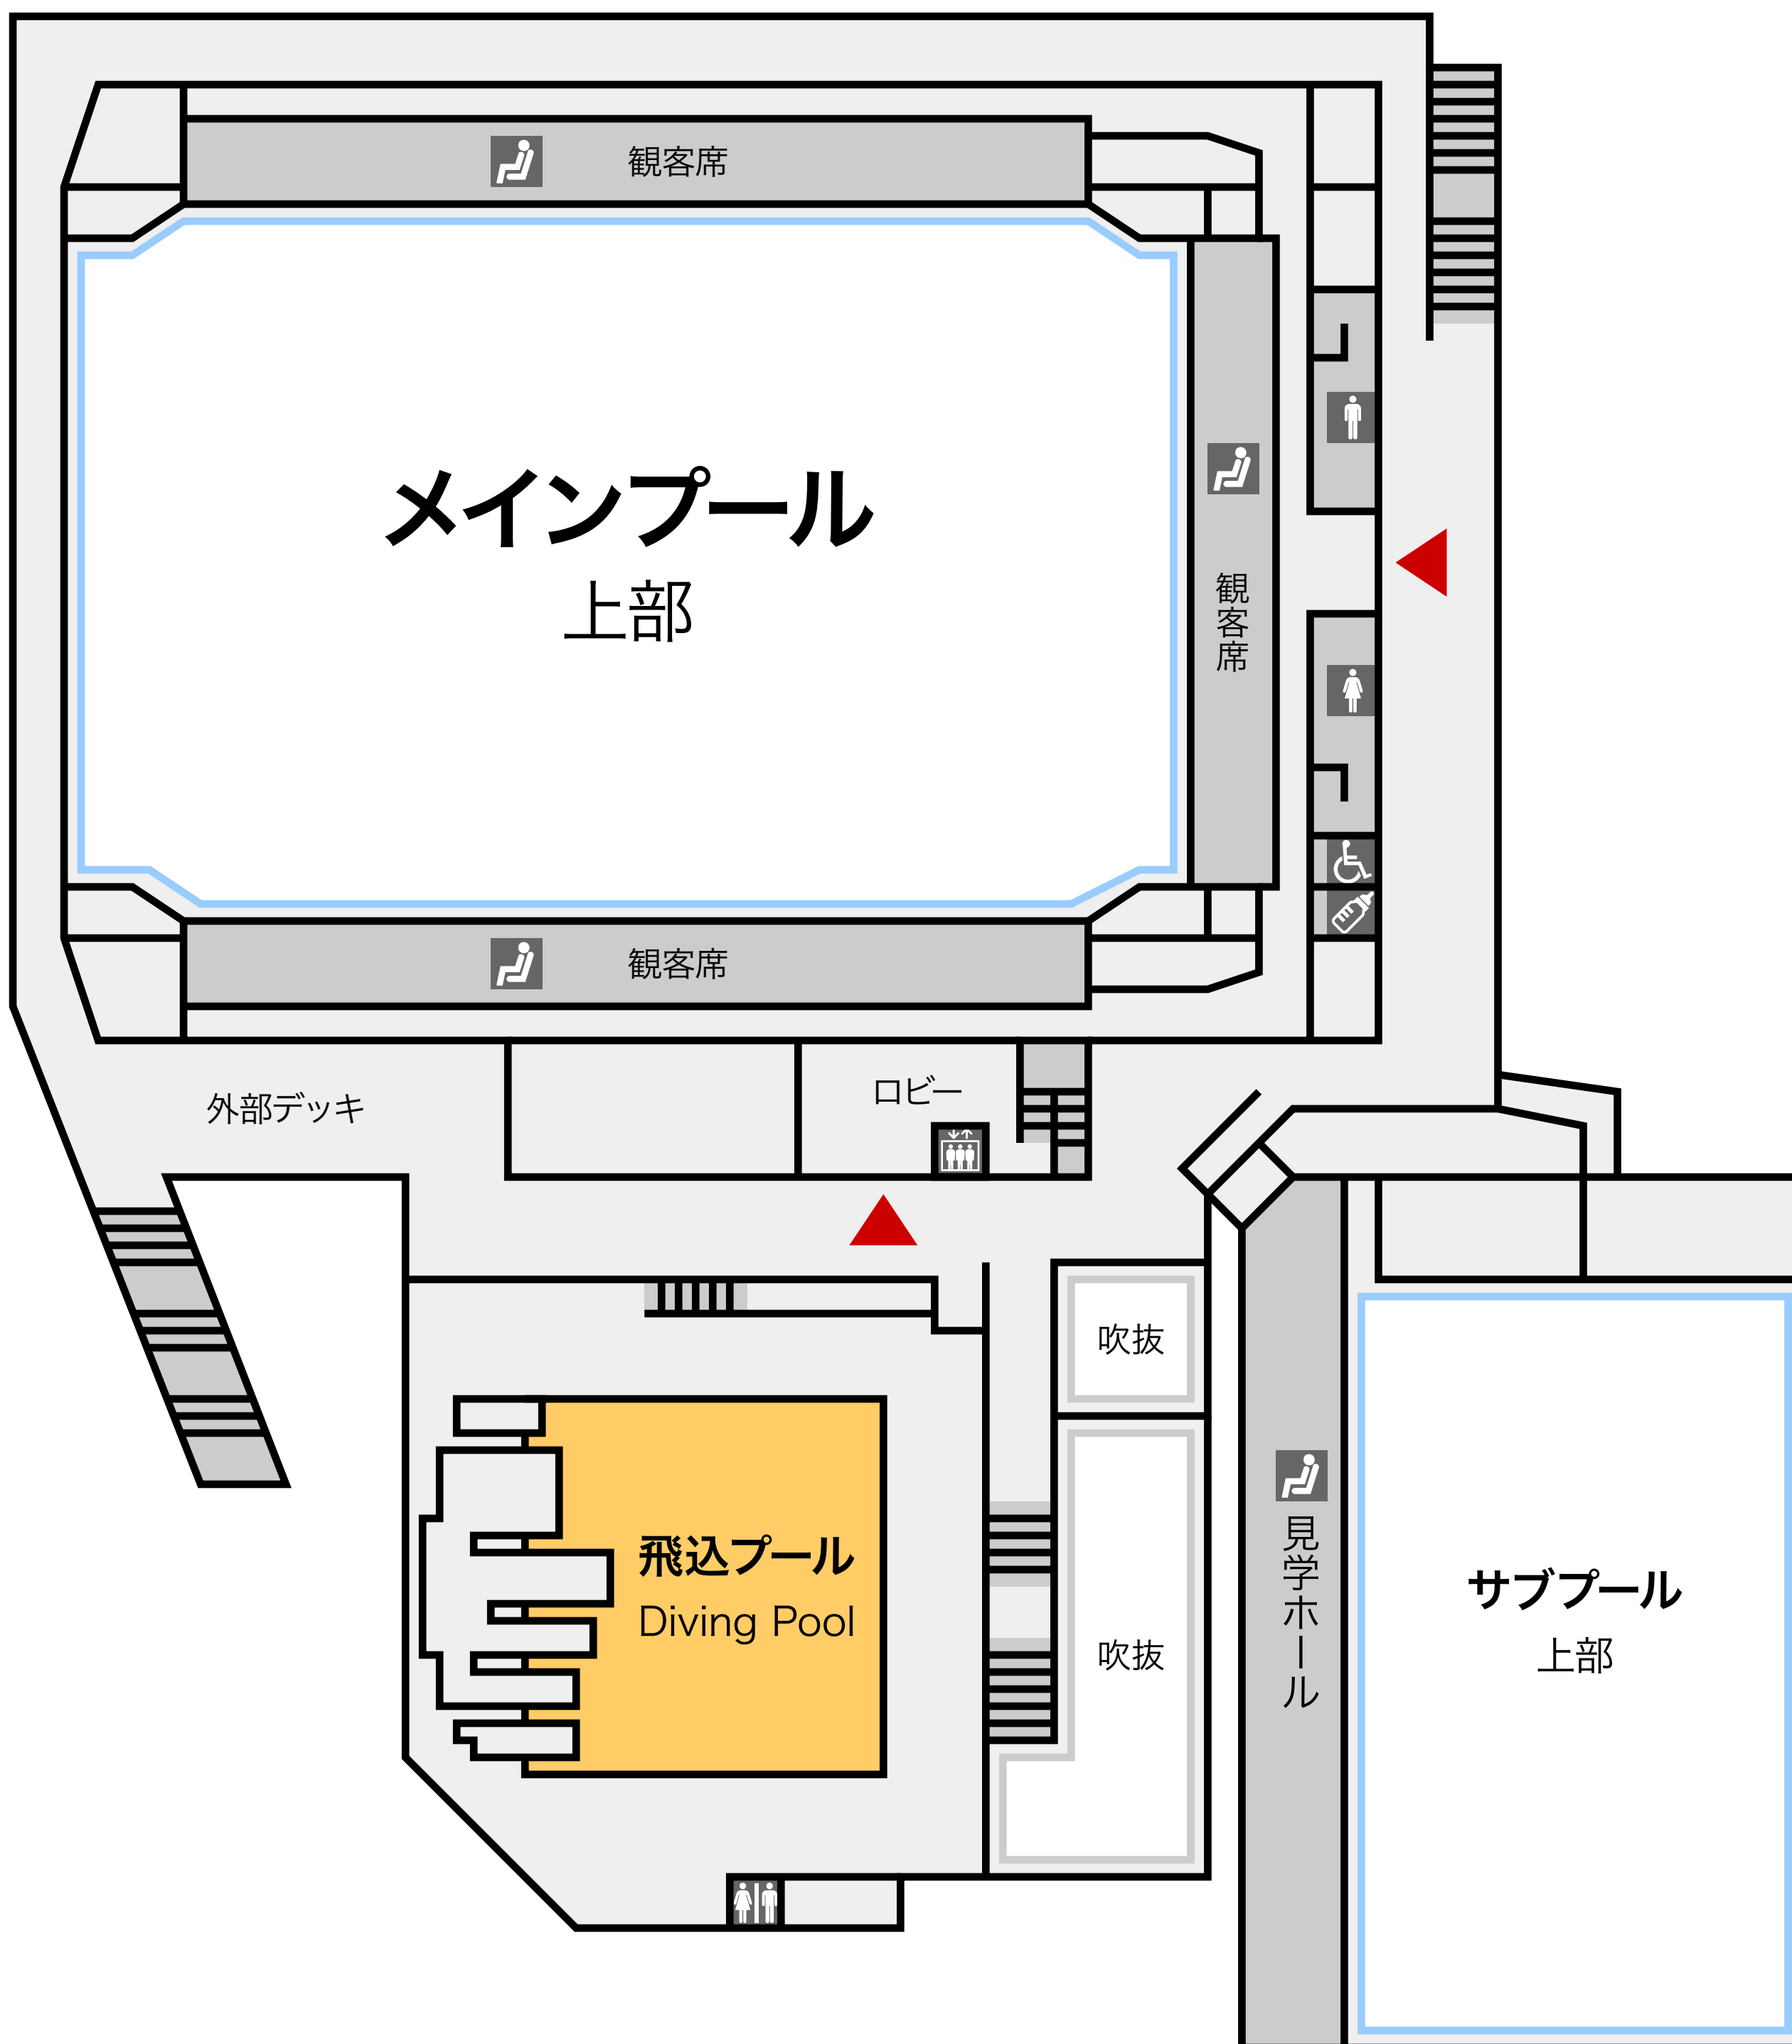 観客席
メインプール
上部
観客席
観客席
外部デッキ
ロビー
吹抜
飛込プール
Diving Pool
吹抜
見学ホール
サブプール
上部